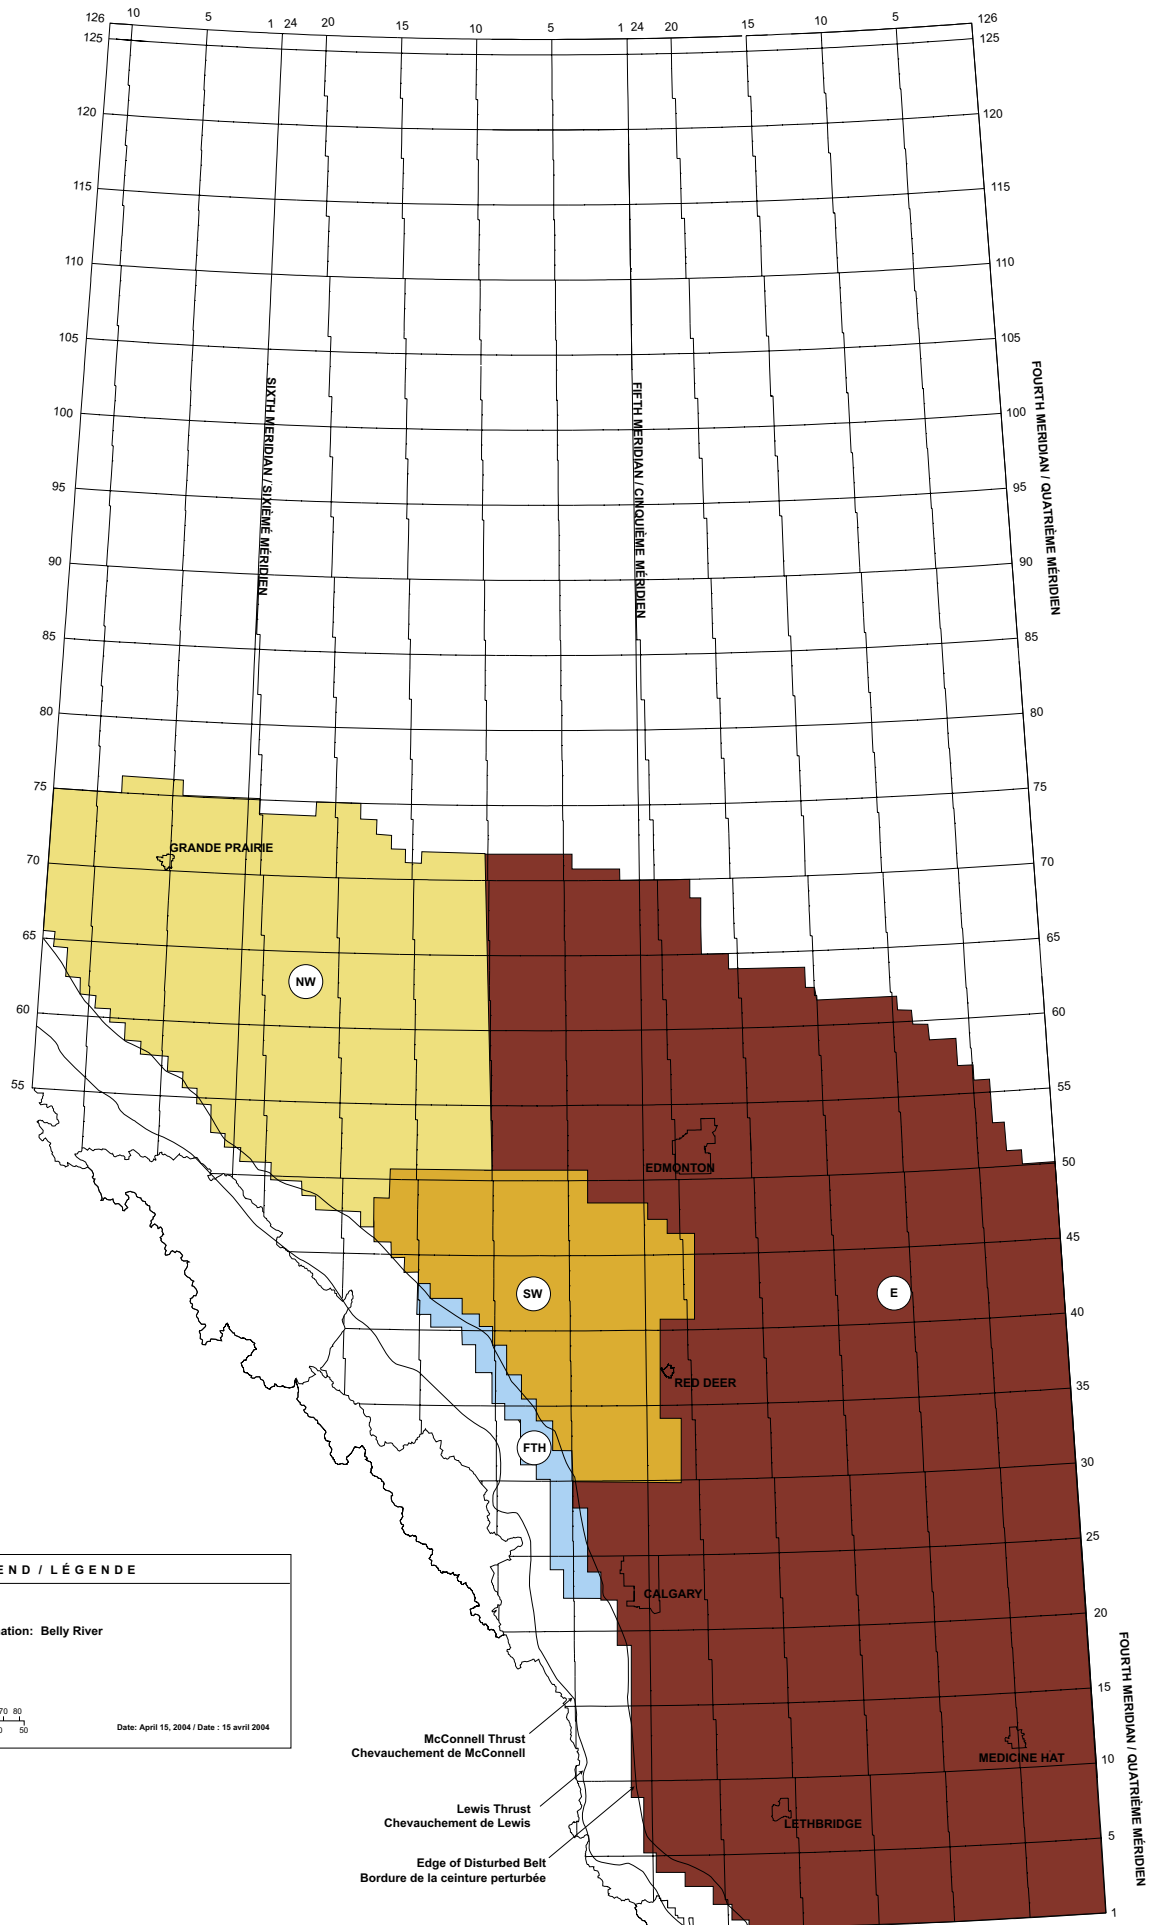 126 10 5 1 24 20 15 10 5 1 24 20 15 10 5 126
125 125
120 120
115 115
110 110
105 105
100 100
95 95
90 90
85 85
80 80
75 75
70 70
65 65
60 60
55 55
50
45
40
35
30
25
20
15
10
5
1
SIXTH MERIDIAN / SIXIÈME MÉRIDIEN
FIFTH MERIDIAN / CINQUIÈME MÉRIDIEN
FOURTH MERIDIAN / QUATRIÈME MÉRIDIEN
GRANDE PRAIRIE
NW
EDMONTON
SW
E
RED DEER
FTH
CALGARY
MEDICINE HAT
LETHBRIDGE
FOURTH MERIDIAN / QUATRIÈME MÉRIDIEN
McConnell Thrust
Chevauchement de McConnell
Lewis Thrust
Chevauchement de Lewis
Edge of Disturbed Belt
Bordure de la ceinture perturbée
END / LÉGENDE
ation: Belly River
70 80
50
Date: April 15, 2004 / Date : 15 avril 2004